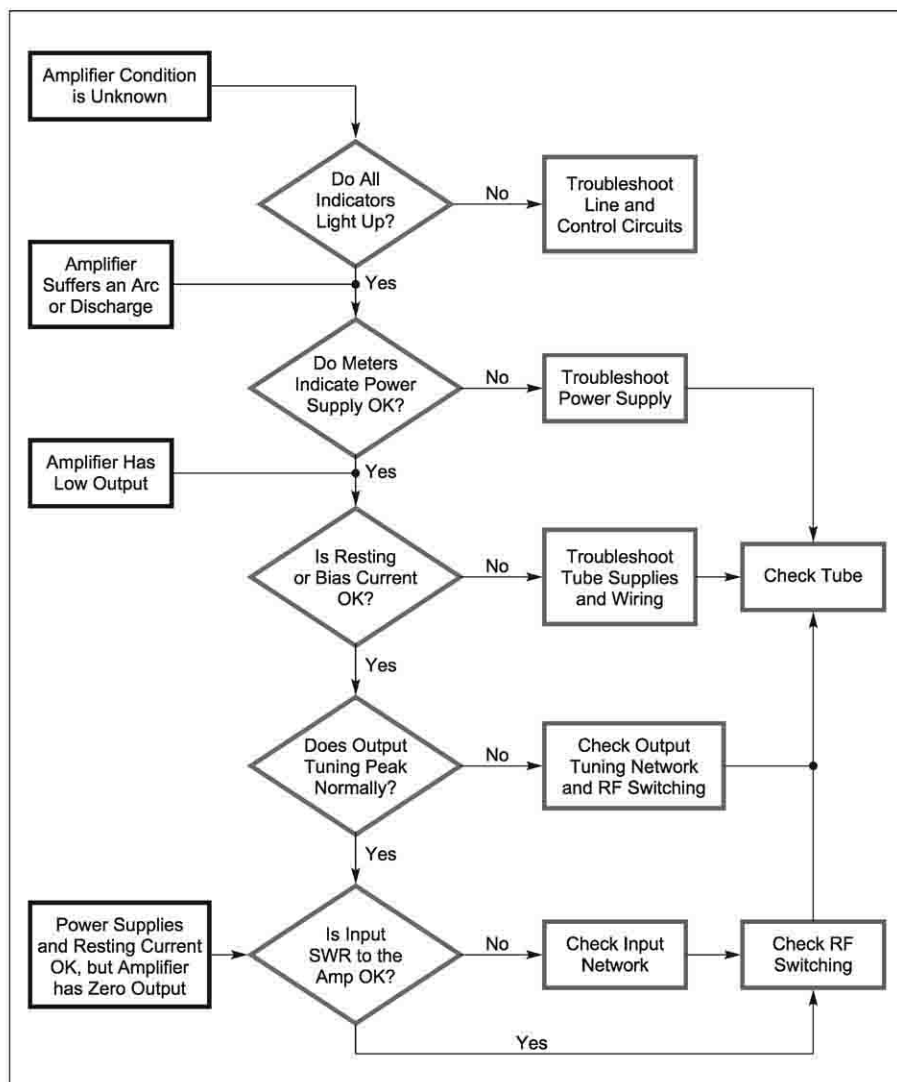 Amplifier Condition
is Unknown
Do All
Indicators
Light Up?
No
Troubleshoot
Line and
Control Circuits
Amplifier
Suffers an Arc
or Discharge
Yes
Do Meters
Indicate Power
Supply OK?
No
Troubleshoot
Power Supply
Amplifier Has
Low Output
Yes
Is Resting
or Bias Current
OK?
No
Troubleshoot
Tube Supplies
and Wiring
Check Tube
Yes
Does Output
Tuning Peak
Normally?
No
Check Output
Tuning Network
and RF Switching
Yes
Power Supplies
and Resting Current
OK, but Amplifier
has Zero Output
Is Input
SWR to the
Amp OK?
No
Check Input
Network
Check RF
Switching
Yes